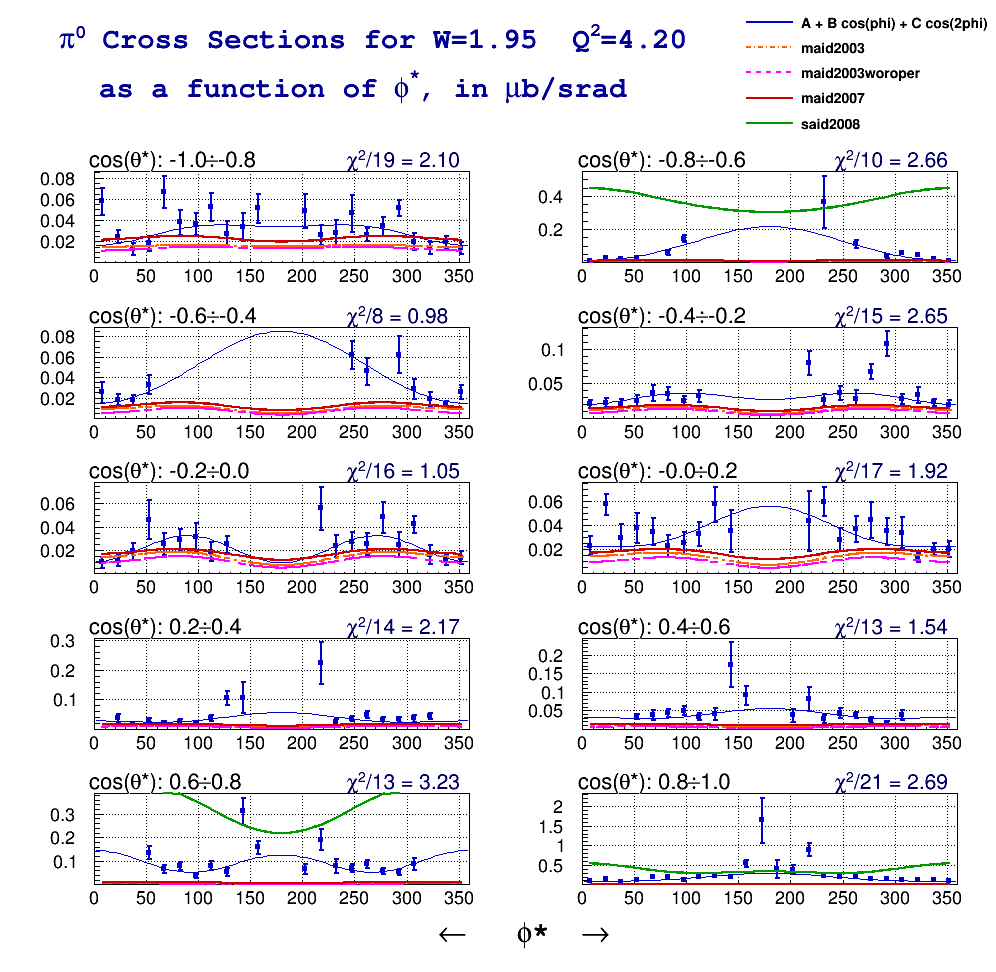 π⁰ Cross Sections for W=1.95 Q²=4.20
as a function of ϕ*, in μb/srad
A + B cos(phi) + C cos(2phi)
maid2003
maid2003woroper
maid2007
said2008
cos(θ*): -1.0÷-0.8 χ²/19 = 2.10
0.08
0.06
0.04
0.02
0 50 100 150 200 250 300 350
cos(θ*): -0.8÷-0.6 χ²/10 = 2.66
0.4
0.2
0 50 100 150 200 250 300 350
cos(θ*): -0.6÷-0.4 χ²/8 = 0.98
0.08
0.06
0.04
0.02
0 50 100 150 200 250 300 350
cos(θ*): -0.4÷-0.2 χ²/15 = 2.65
0.1
0.05
0 50 100 150 200 250 300 350
cos(θ*): -0.2÷0.0 χ²/16 = 1.05
0.06
0.04
0.02
0 50 100 150 200 250 300 350
cos(θ*): -0.0÷0.2 χ²/17 = 1.92
0.06
0.04
0.02
0 50 100 150 200 250 300 350
cos(θ*): 0.2÷0.4 χ²/14 = 2.17
0.3
0.2
0.1
0 50 100 150 200 250 300 350
cos(θ*): 0.4÷0.6 χ²/13 = 1.54
0.2
0.15
0.1
0.05
0 50 100 150 200 250 300 350
cos(θ*): 0.6÷0.8 χ²/13 = 3.23
0.3
0.2
0.1
0 50 100 150 200 250 300 350
cos(θ*): 0.8÷1.0 χ²/21 = 2.69
2
1.5
1
0.5
0 50 100 150 200 250 300 350
← ϕ* →